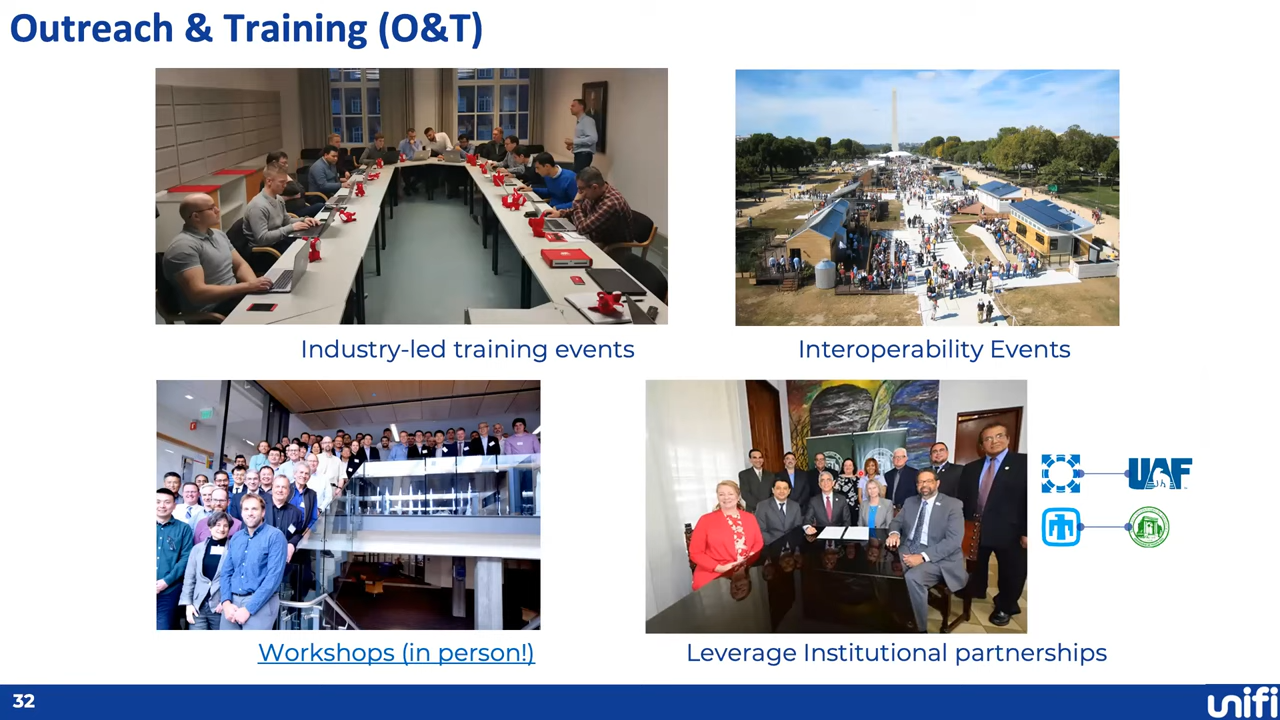 Outreach & Training (O&T)
Industry-led training events
Interoperability Events
Workshops (in person!)
Leverage Institutional partnerships
UAF
32
unifi